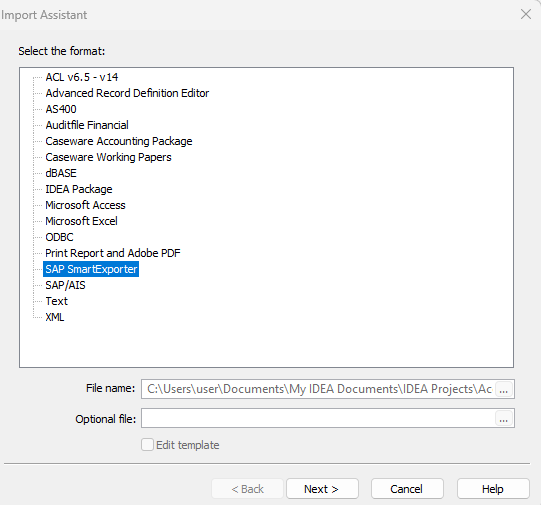 Import Assistant
Select the format:
ACL v6.5 - v14
Advanced Record Definition Editor
AS400
Auditfile Financial
Caseware Accounting Package
Caseware Working Papers
dBASE
IDEA Package
Microsoft Access
Microsoft Excel
ODBC
Print Report and Adobe PDF
SAP SmartExporter
SAP/AIS
Text
XML
File name: C:\Users\user\Documents\My IDEA Documents\IDEA Projects\Ac ...
Optional file: ...
Edit template
< Back Next > Cancel Help